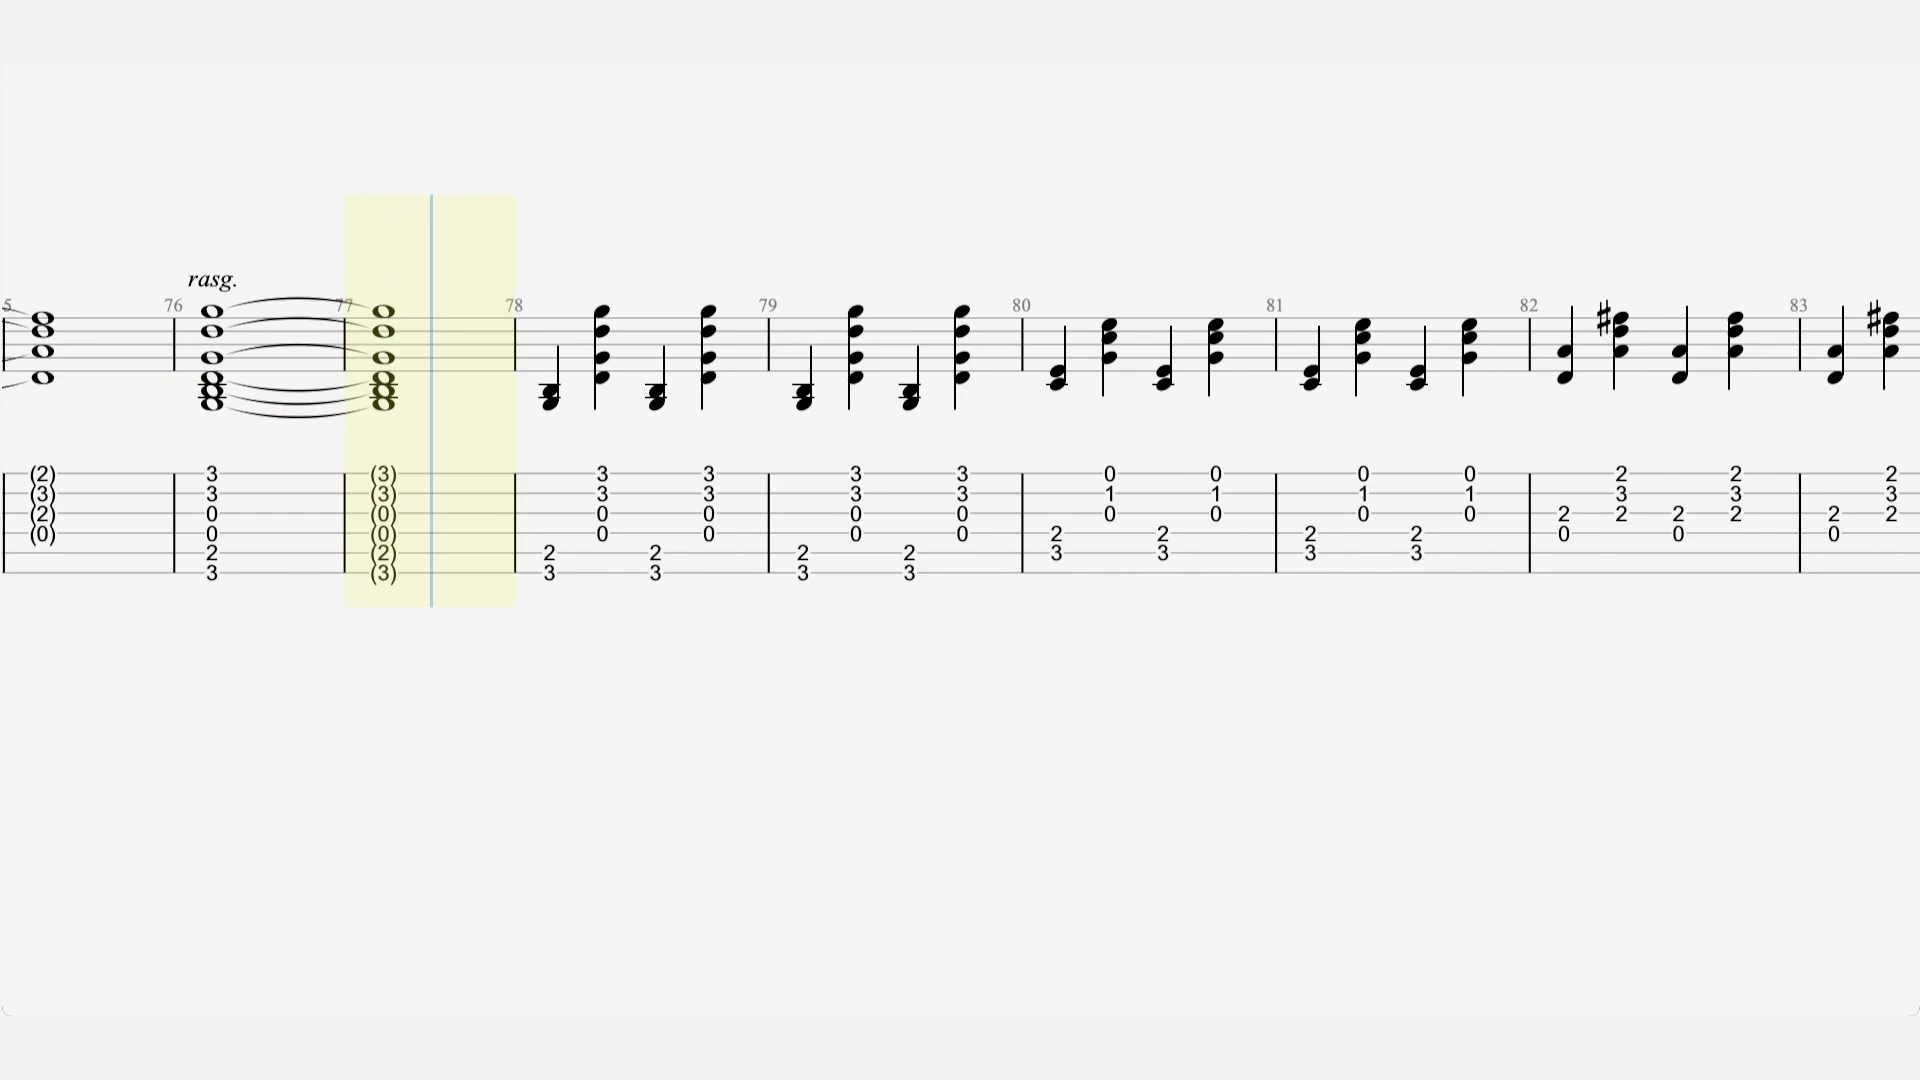 rasg.
5 76 77 78 79 80 81 82 83
(2) 3 (3) 3 3 3 3 0 0 0 0 2 2 2
(3) 3 (3) 3 3 3 3 1 1 1 1 3 3 3
(2) 0 (0) 0 0 0 0 0 0 0 0 2 2 2 2 2 2
(0) 0 (0) 0 0 0 0 2 2 2 2 0 0 0
2 (2) 2 2 2 2 3 3 3 3
3 (3) 3 3 3 3